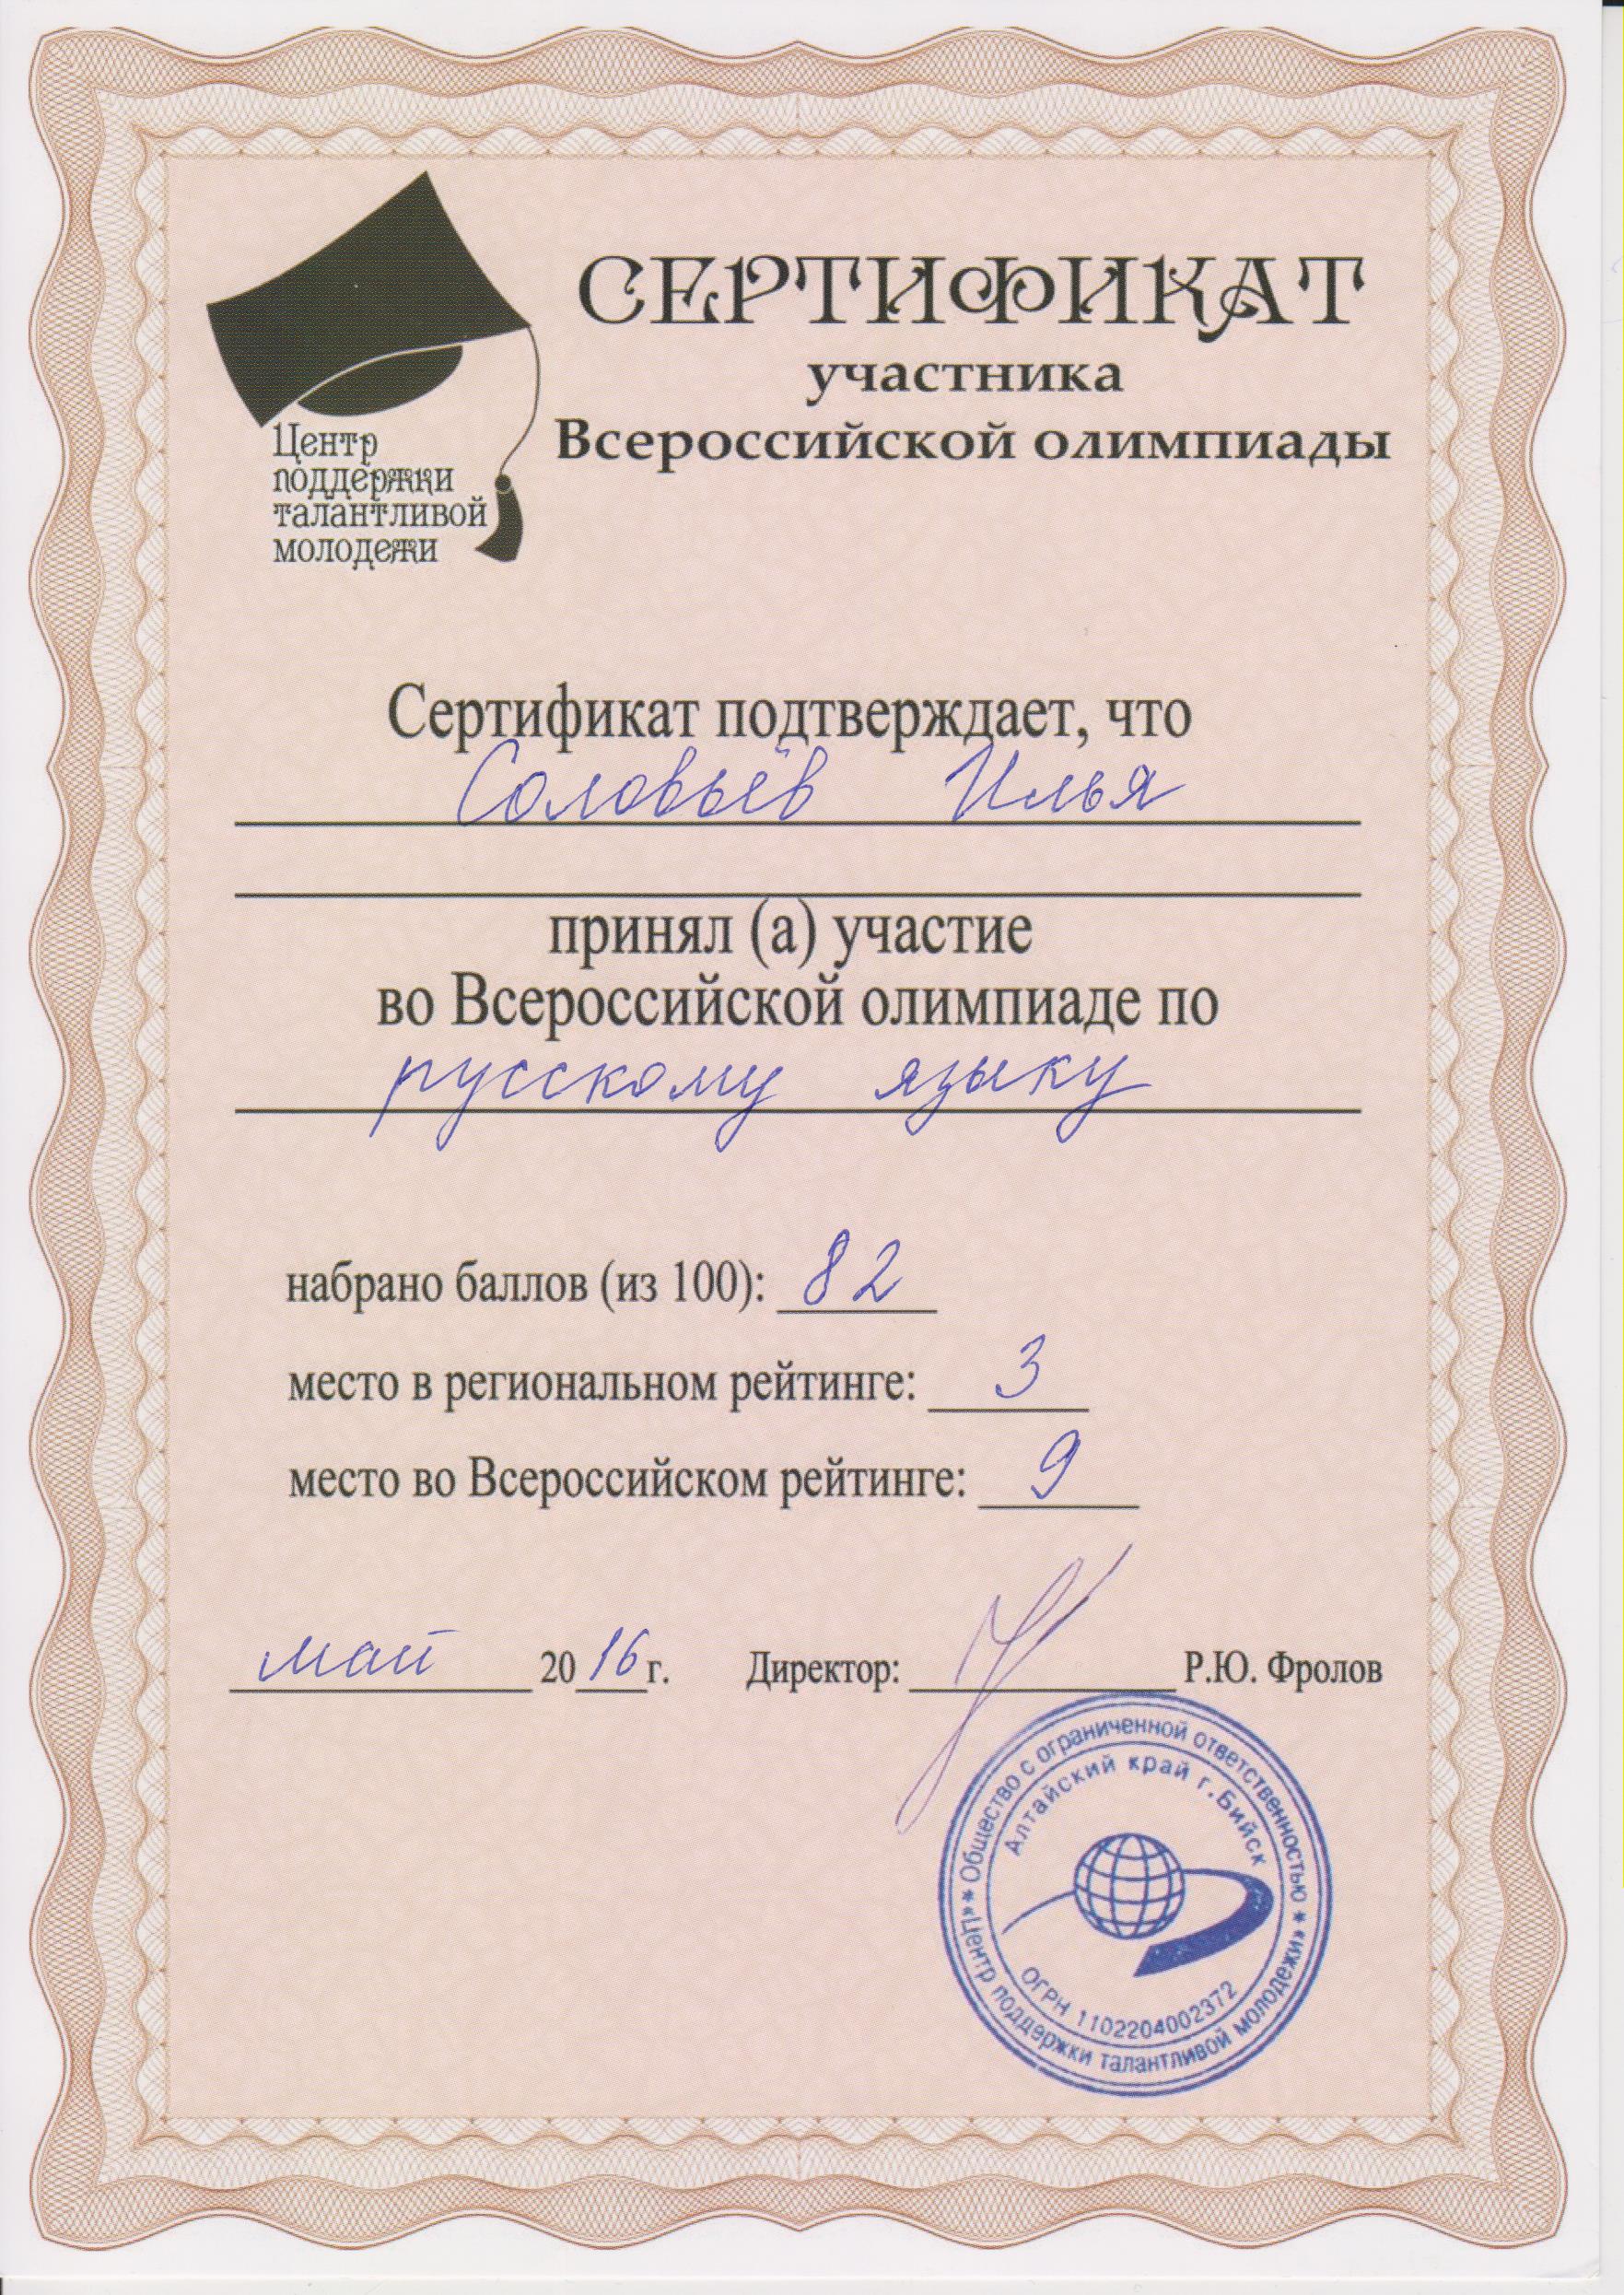 СЕРТИФИКАТ
участника
Всероссийской олимпиады
Центр
поддержки
талантливой
молодежи
Сертификат подтверждает, что
Соловьёв Илья
принял (а) участие
во Всероссийской олимпиаде по
русскому языку
набрано баллов (из 100): 82
место в региональном рейтинге: 3
место во Всероссийском рейтинге: 9
май 2016г. Директор: Р.Ю. Фролов
* Общество с ограниченной ответственностью *
«Центр поддержки талантливой молодежи»
Алтайский край г.Бийск
ОГРН 1102204002372